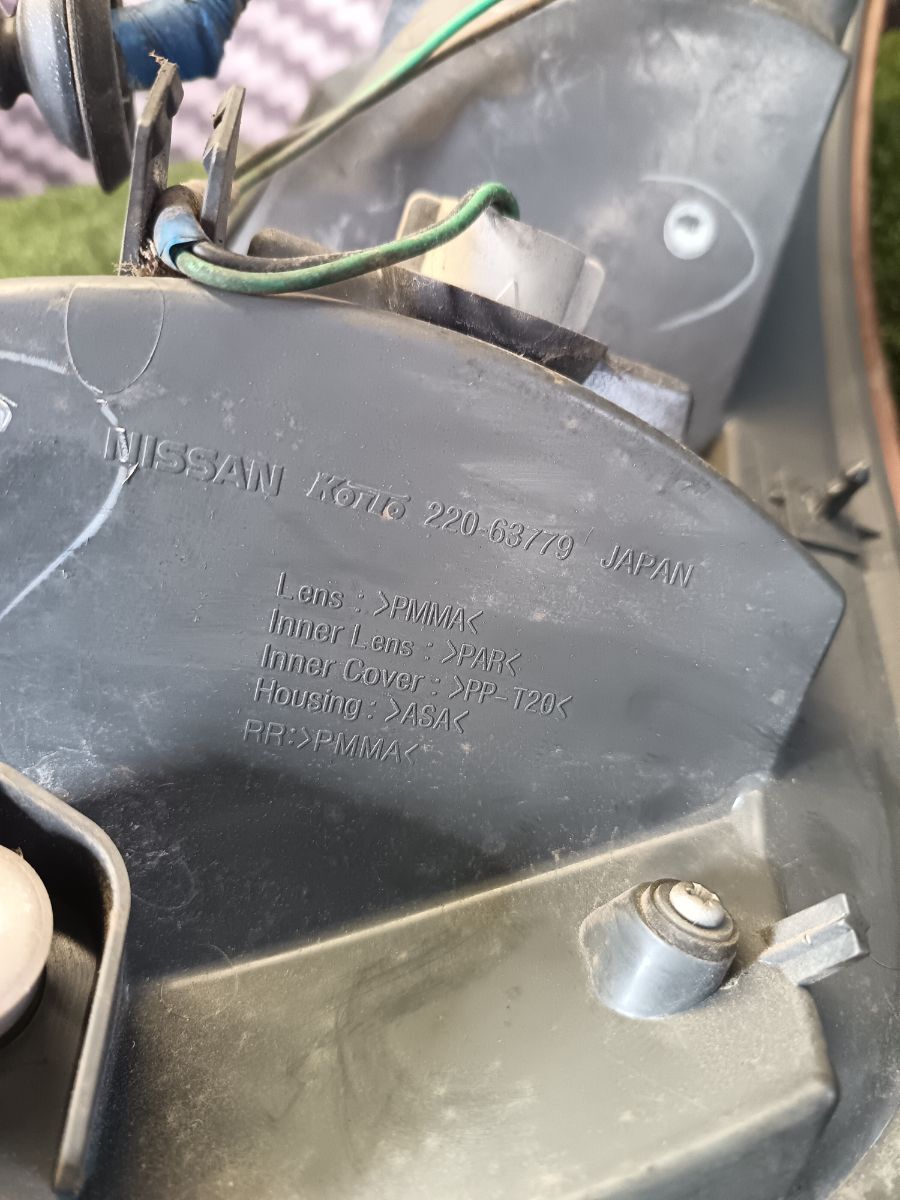 NISSAN KOITO 220-63779 JAPAN
Lens : >PMMA<
Inner Lens : >PAR<
Inner Cover : >PP-T20<
Housing : >ASA<
RR:>PMMA<